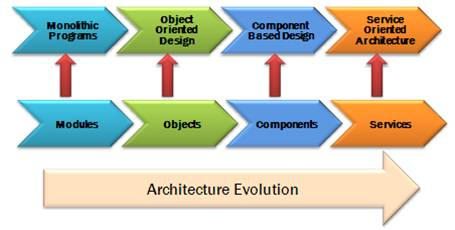 Monolithic
Programs
Object
Oriented
Design
Component
Based Design
Service
Oriented
Architecture
Modules
Objects
Components
Services
Architecture Evolution